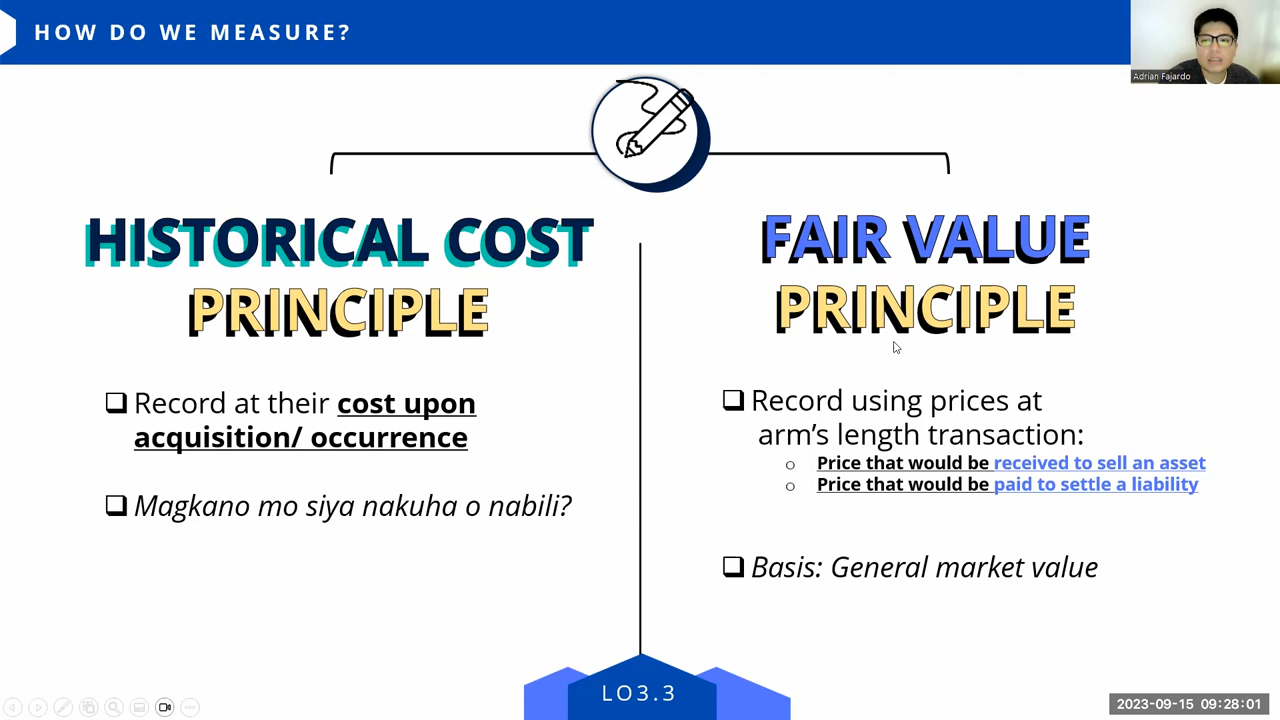 HOW DO WE MEASURE?
Adrian Fajardo
HISTORICAL COST
PRINCIPLE
❑ Record at their cost upon
acquisition/ occurrence
❑ Magkano mo siya nakuha o nabili?
FAIR VALUE
PRINCIPLE
❑ Record using prices at
arm’s length transaction:
o Price that would be received to sell an asset
o Price that would be paid to settle a liability
❑ Basis: General market value
LO3.3
2023-09-15 09:28:01